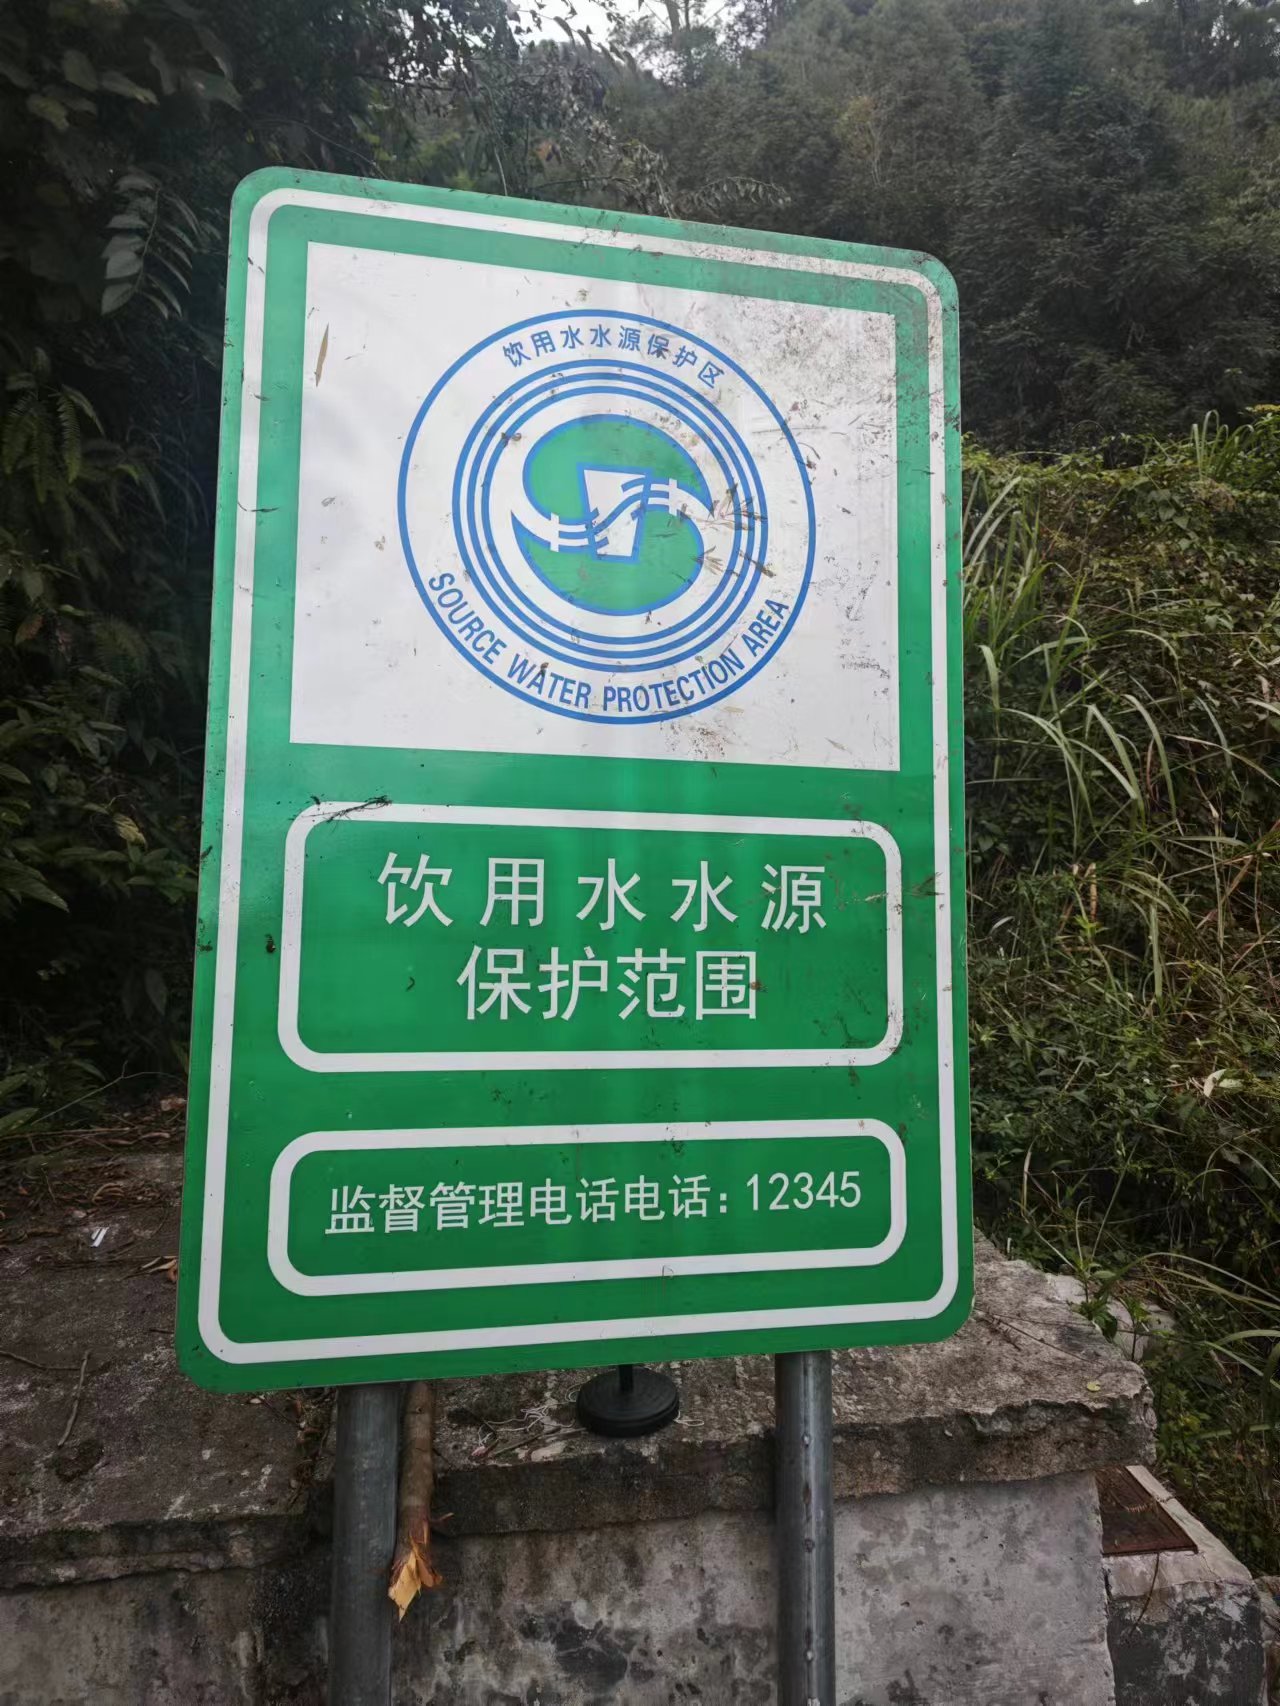 饮用水水源保护区
SOURCE WATER PROTECTION AREA
饮用水水源
保护范围
监督管理电话电话：12345